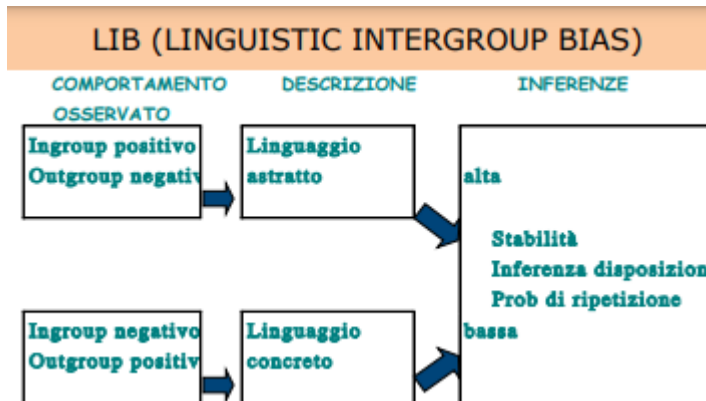 LIB (LINGUISTIC INTERGROUP BIAS)
COMPORTAMENTO OSSERVATO
DESCRIZIONE
INFERENZE
Ingroup positivo
Outgroup negativ
Linguaggio
astratto
alta
Stabilità
Inferenza disposizion
Prob di ripetizione
bassa
Ingroup negativo
Outgroup positiv
Linguaggio
concreto